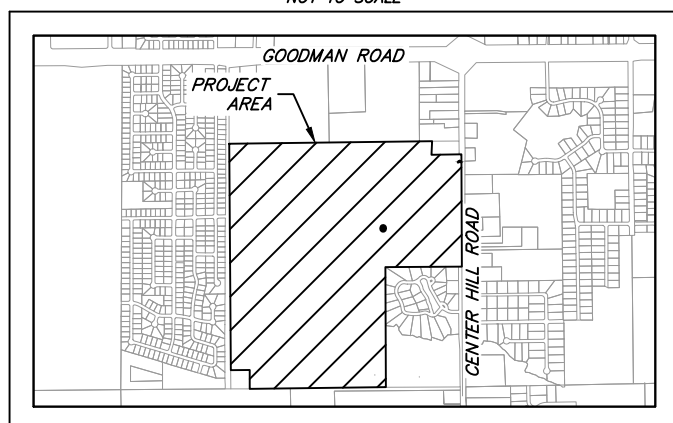 NOT TO SCALE
GOODMAN ROAD
PROJECT
AREA
CENTER HILL ROAD